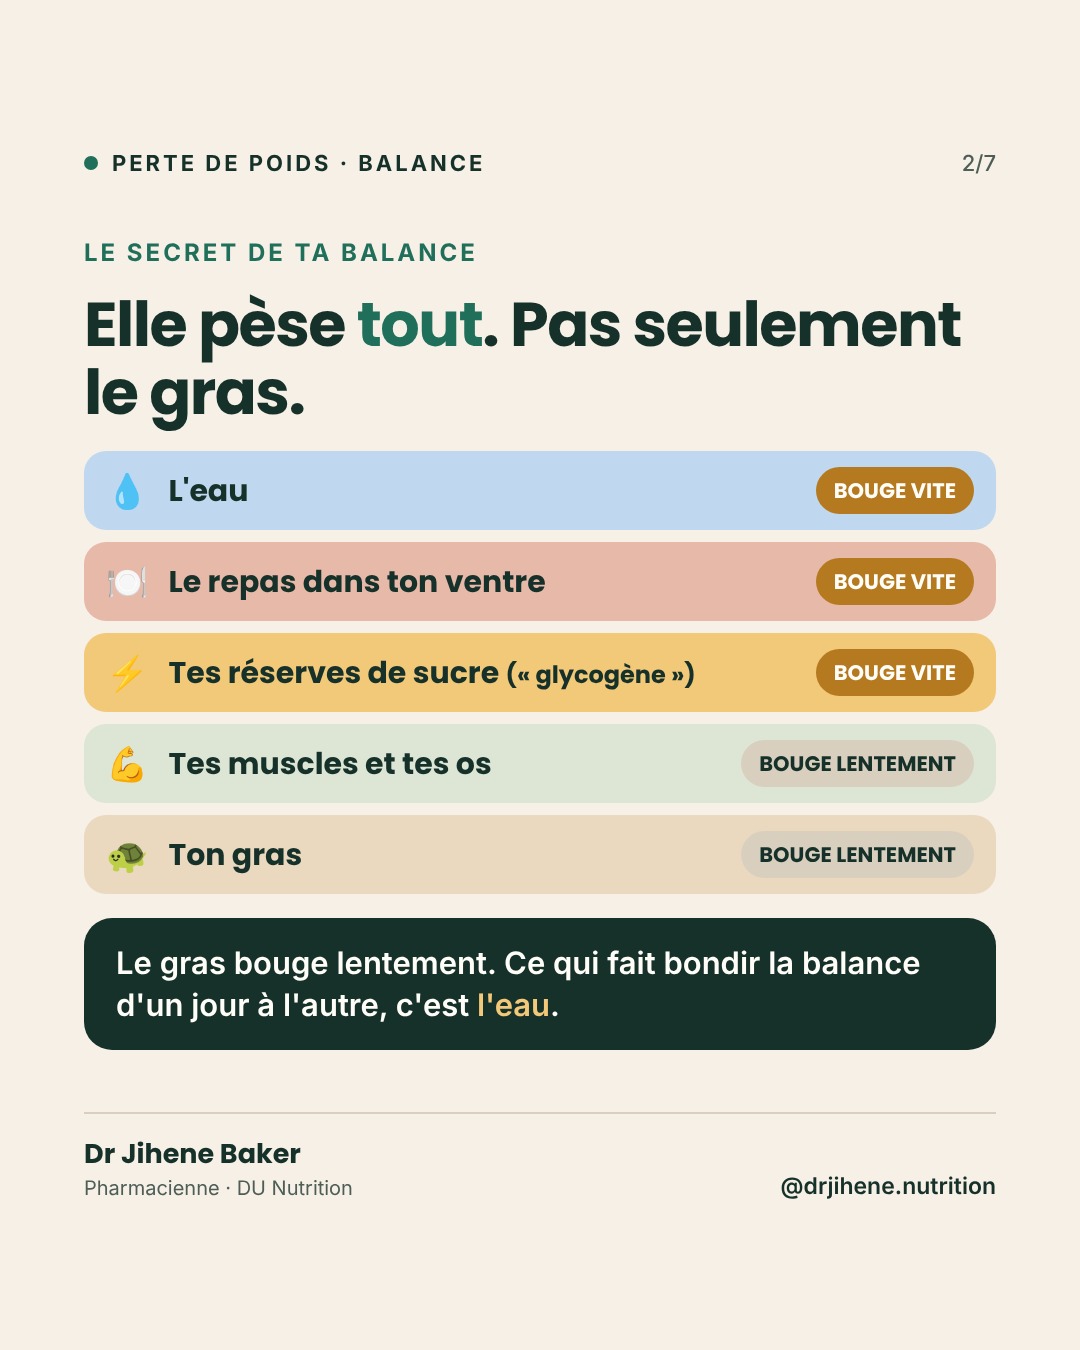 PERTE DE POIDS · BALANCE
2/7
LE SECRET DE TA BALANCE
Elle pèse tout. Pas seulement
le gras.
L'eau
BOUGE VITE
Le repas dans ton ventre
BOUGE VITE
Tes réserves de sucre (« glycogène »)
BOUGE VITE
Tes muscles et tes os
BOUGE LENTEMENT
Ton gras
BOUGE LENTEMENT
Le gras bouge lentement. Ce qui fait bondir la balance
d'un jour à l'autre, c'est l'eau.
Dr Jihene Baker
Pharmacienne · DU Nutrition
@drjihene.nutrition